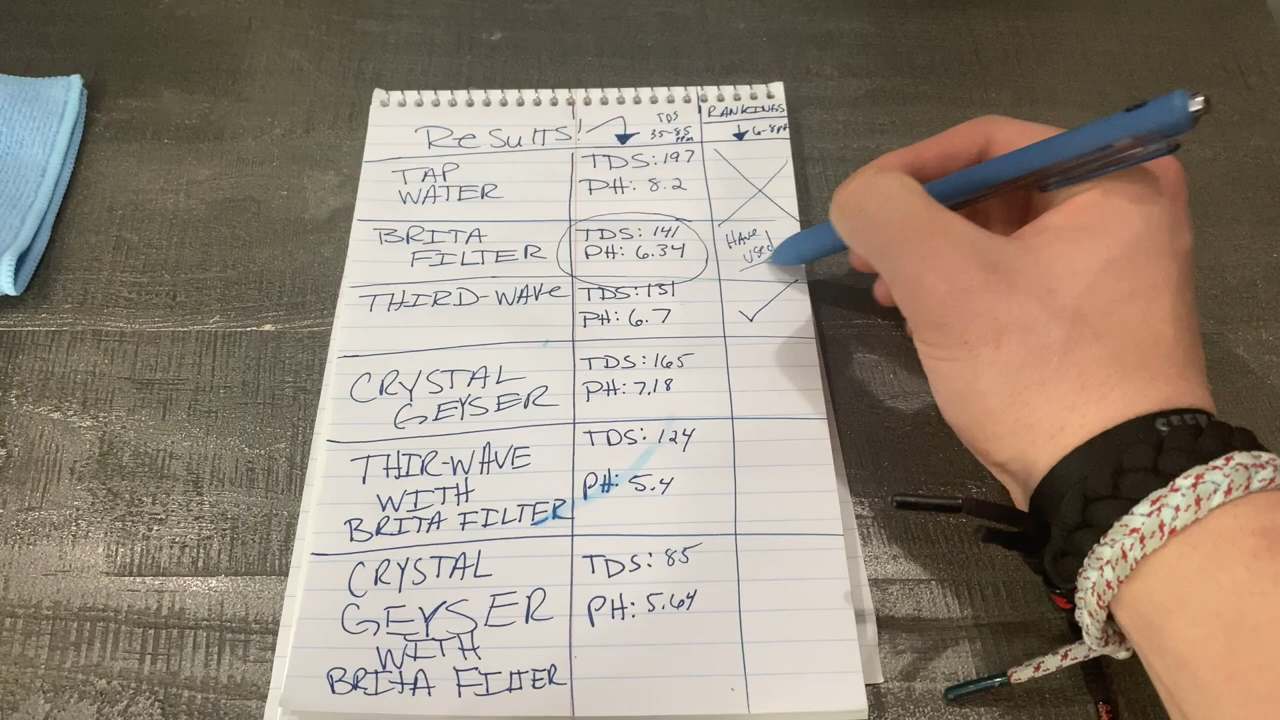 Results
TDS
35-85
ppm
RANKINGS
6-8pH
TAP
WATER
TDS: 197
PH: 8.2
BRITA
FILTER
TDS: 141
PH: 6.34
HAVE
used
THIRD-WAVE
TDS: 151
PH: 6.7
CRYSTAL
GEYSER
TDS: 165
PH: 7.18
THIR-WAVE
WITH
BRITA FILTER
TDS: 124
PH: 5.4
CRYSTAL
GEYSER
WITH
BRITA FILTER
TDS: 85
PH: 5.64